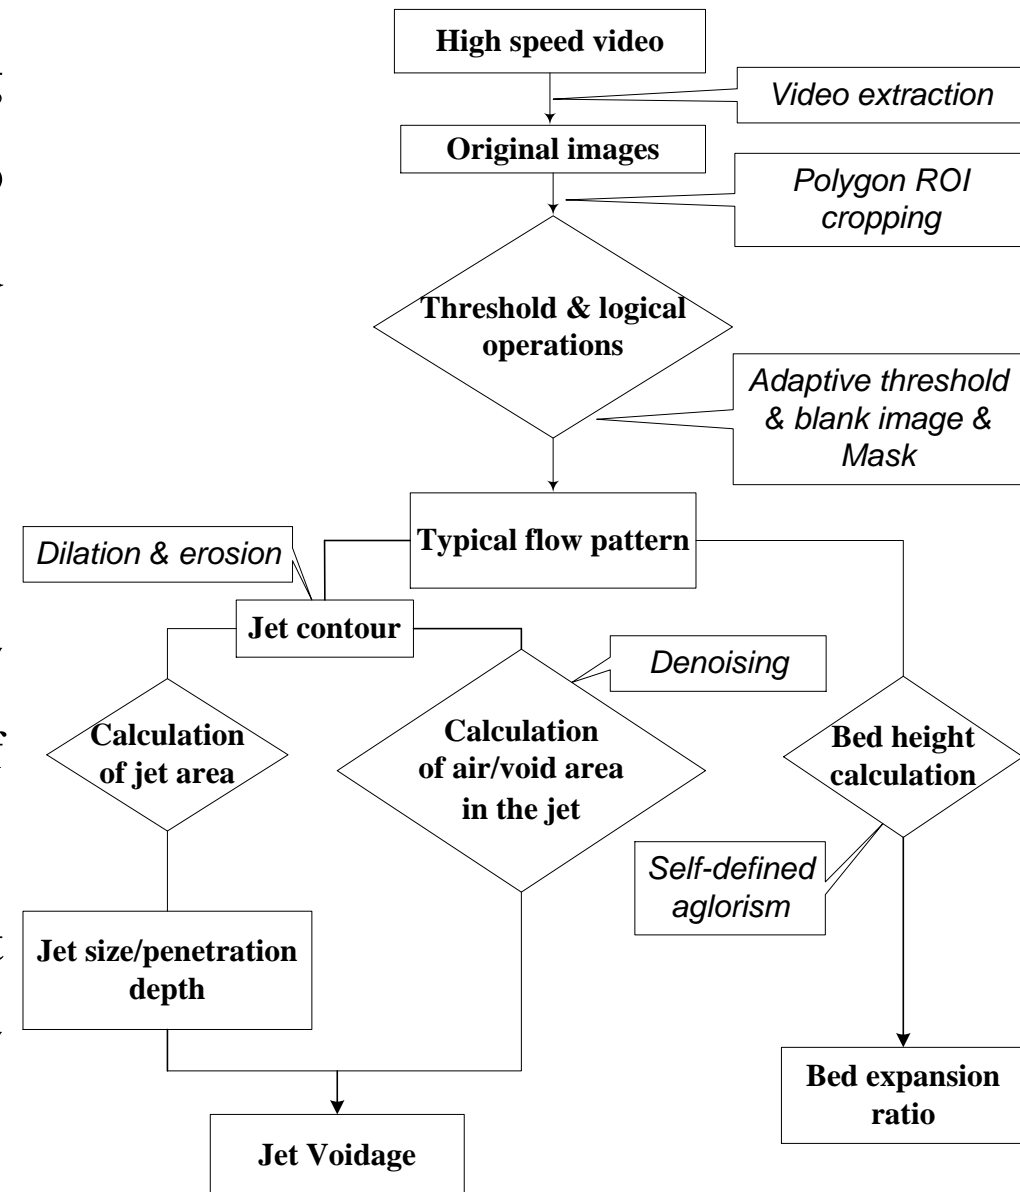 High speed video
Video extraction
Original images
Polygon ROI
cropping
Threshold & logical
operations
Adaptive threshold
& blank image &
Mask
Typical flow pattern
Dilation & erosion
Jet contour
Denoising
Calculation
of jet area
Calculation
of air/void area
in the jet
Bed height
calculation
Self-defined
aglorism
Jet size/penetration
depth
Bed expansion
ratio
Jet Voidage